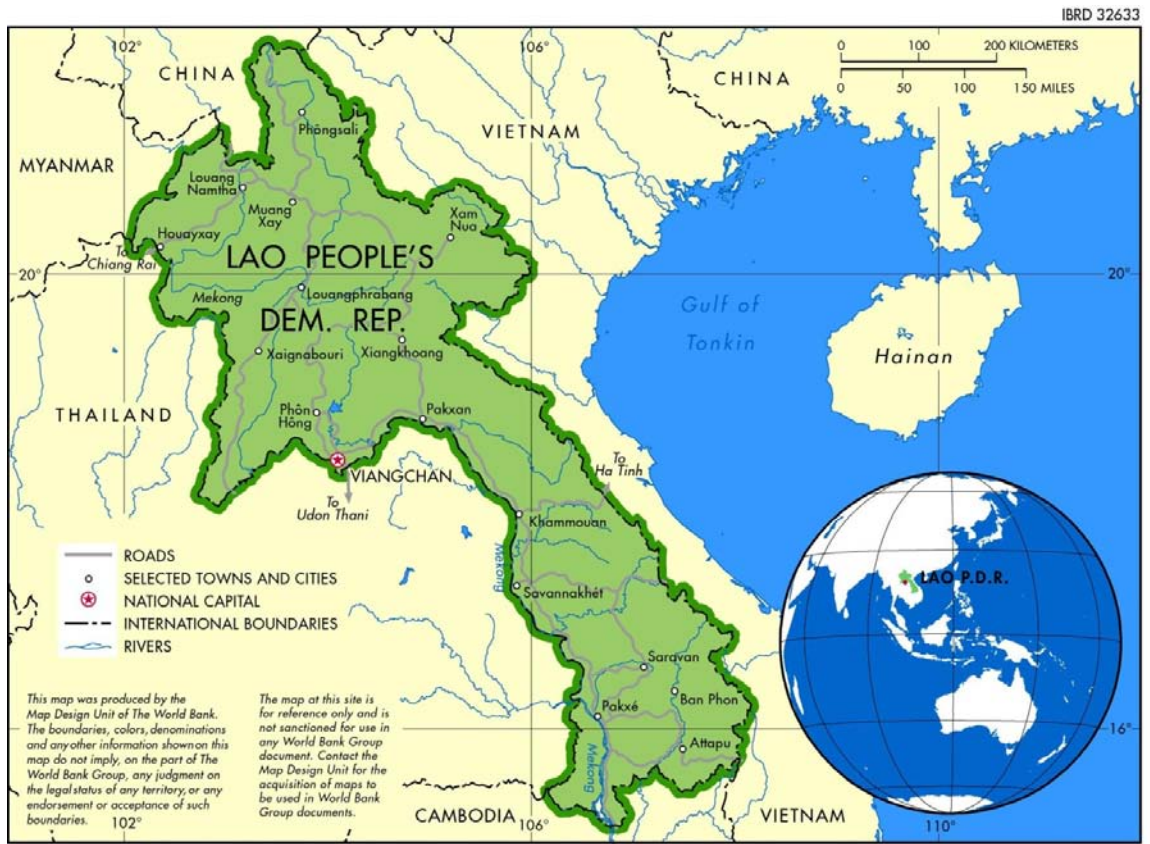 IBRD 32633
102°
106°
0 100 200 KILOMETERS
0 50 100 150 MILES
CHINA
CHINA
Phôngsali
VIETNAM
MYANMAR
Louang
Namtha
Muang
Xay
Xam
Nua
Houayxay
To
Chiang Rai
LAO PEOPLE'S
20°
20°
Mekong
Louangphrabang
Gulf of
Tonkin
DEM. REP.
Xaignabouri
Xiangkhoang
Hainan
THAILAND
Phôn
Hông
Pakxan
VIANGCHAN
To
Ha Tinh
To
Udon Thani
Khammouan
Mekong
Savannakhét
ROADS
SELECTED TOWNS AND CITIES
NATIONAL CAPITAL
INTERNATIONAL BOUNDARIES
RIVERS
LAO P.D.R.
Saravan
Ban Phon
Pakxé
Attapu
16°
Mekong
This map was produced by the
Map Design Unit of The World Bank.
The boundaries, colors, denominations
and any other information shown on this
map do not imply, on the part of The
World Bank Group, any judgment on
the legal status of any territory, or any
endorsement or acceptance of such
boundaries.
The map at this site is
for reference only and is
not sanctioned for use in
any World Bank Group
document. Contact the
Map Design Unit for the
acquisition of maps to
be used in World Bank
Group documents.
CAMBODIA
VIETNAM
102°
106°
110°